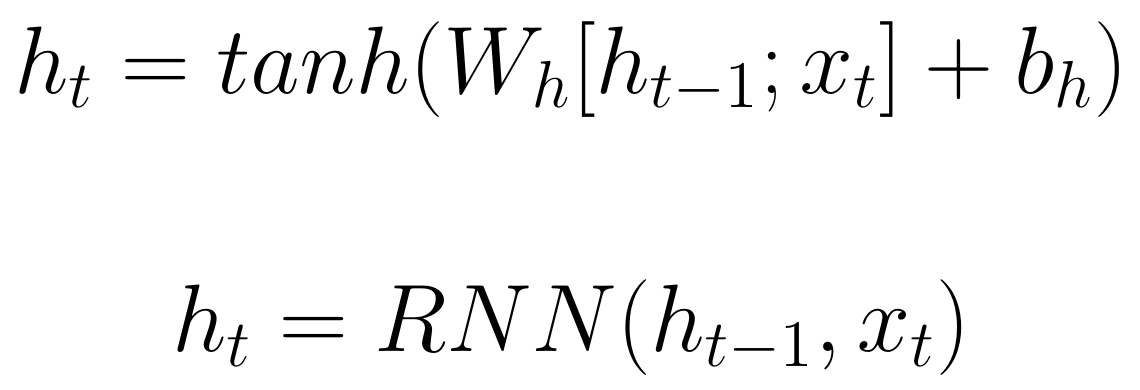 h_t = tanh(W_h[h_{t-1}; x_t] + b_h)
h_t = RNN(h_{t-1}, x_t)